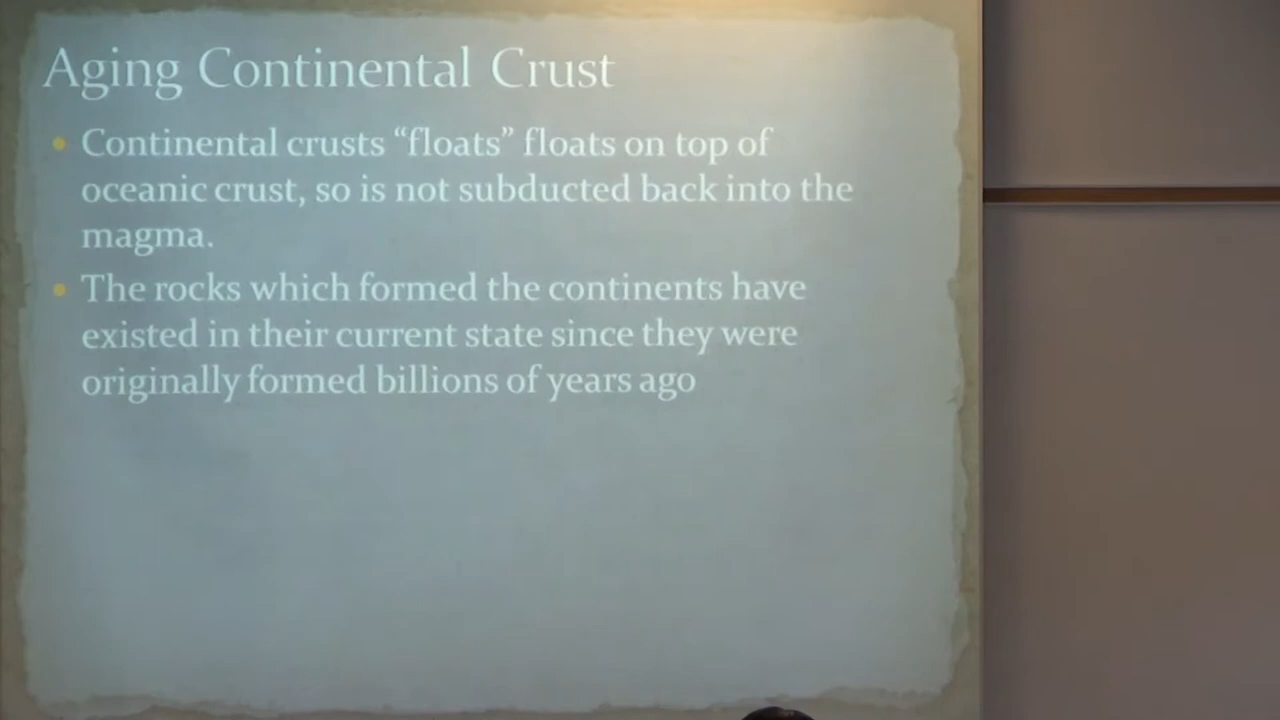 Aging Continental Crust
• Continental crusts “floats” floats on top of
oceanic crust, so is not subducted back into the
magma.
• The rocks which formed the continents have
existed in their current state since they were
originally formed billions of years ago